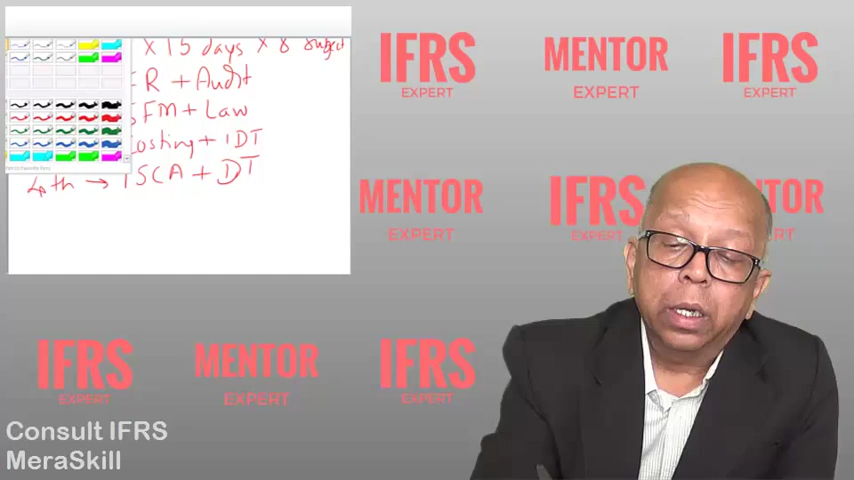 X 15 days X 8 subject
R + Audit
FM + Law
Costing + IDT
4th → ISCA + DT
IFRS
EXPERT
MENTOR
EXPERT
IFRS
EXPERT
MENTOR
EXPERT
IFRS
EXPERT
IFRS
EXPERT
MENTOR
EXPERT
IFRS
EXPERT
Consult IFRS
MeraSkill